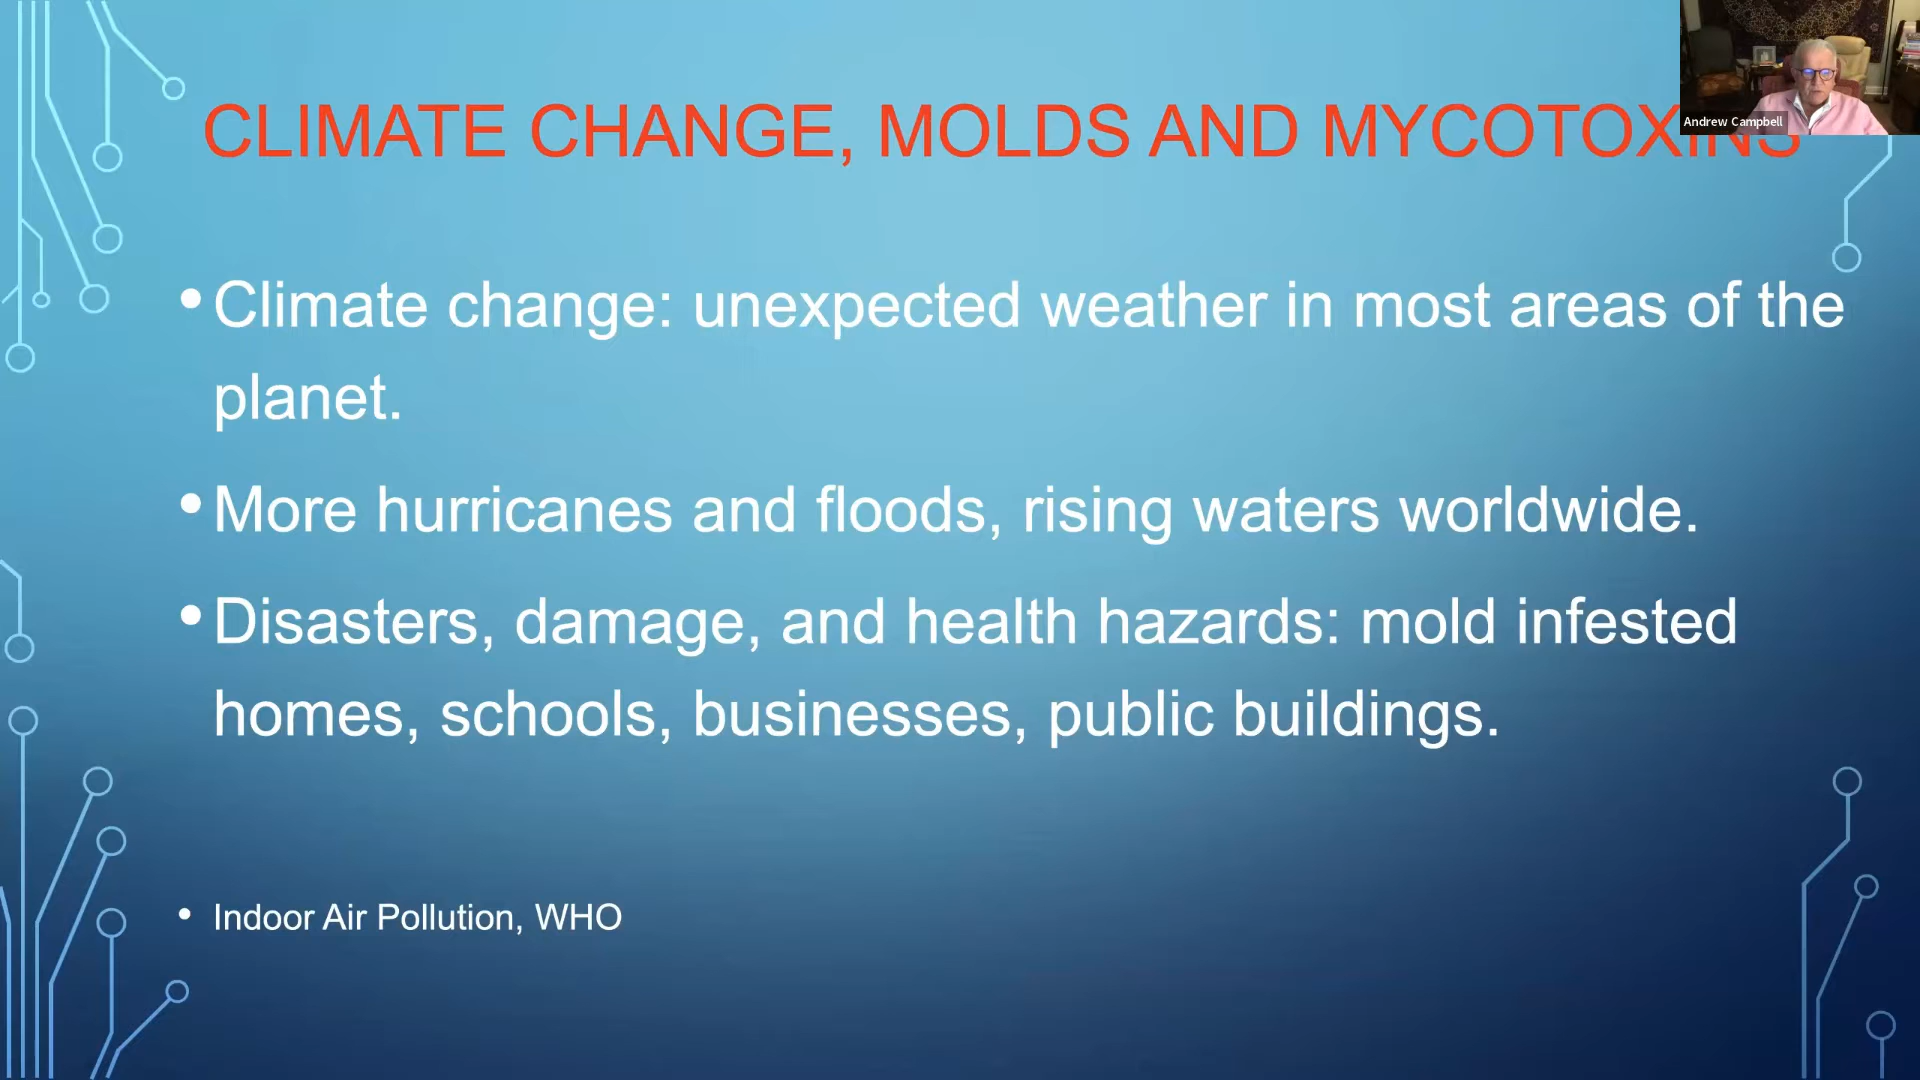 CLIMATE CHANGE, MOLDS AND MYCOTOXINS
Andrew Campbell
• Climate change: unexpected weather in most areas of the
planet.
• More hurricanes and floods, rising waters worldwide.
• Disasters, damage, and health hazards: mold infested
homes, schools, businesses, public buildings.
• Indoor Air Pollution, WHO